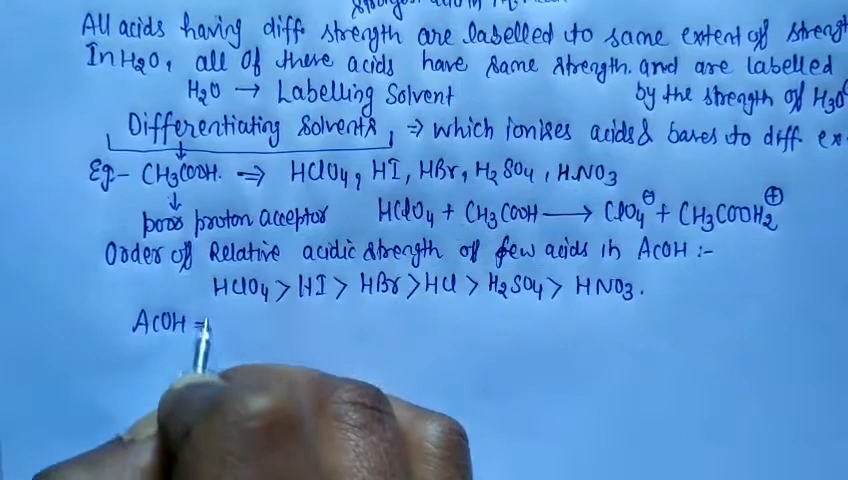 All acids having diff strength are labelled to same extent of strengt
In H2O, all of these acids have same strength. and are labelled
H2O → Labelling Solvent by the strength of H3O
Differentiating Solvents ⇒ which ionises acids & bases to diff ex
Eg- CH3COOH. ⇒ HClO4, HI, HBr, H2SO4, HNO3
poor proton acceptor HClO4 + CH3COOH → ClO4⊖ + CH3COOH2⊕
Order of Relative acidic strength of few acids in AcOH :-
HClO4 > HI > HBr > HCl > H2SO4 > HNO3.
AcOH =